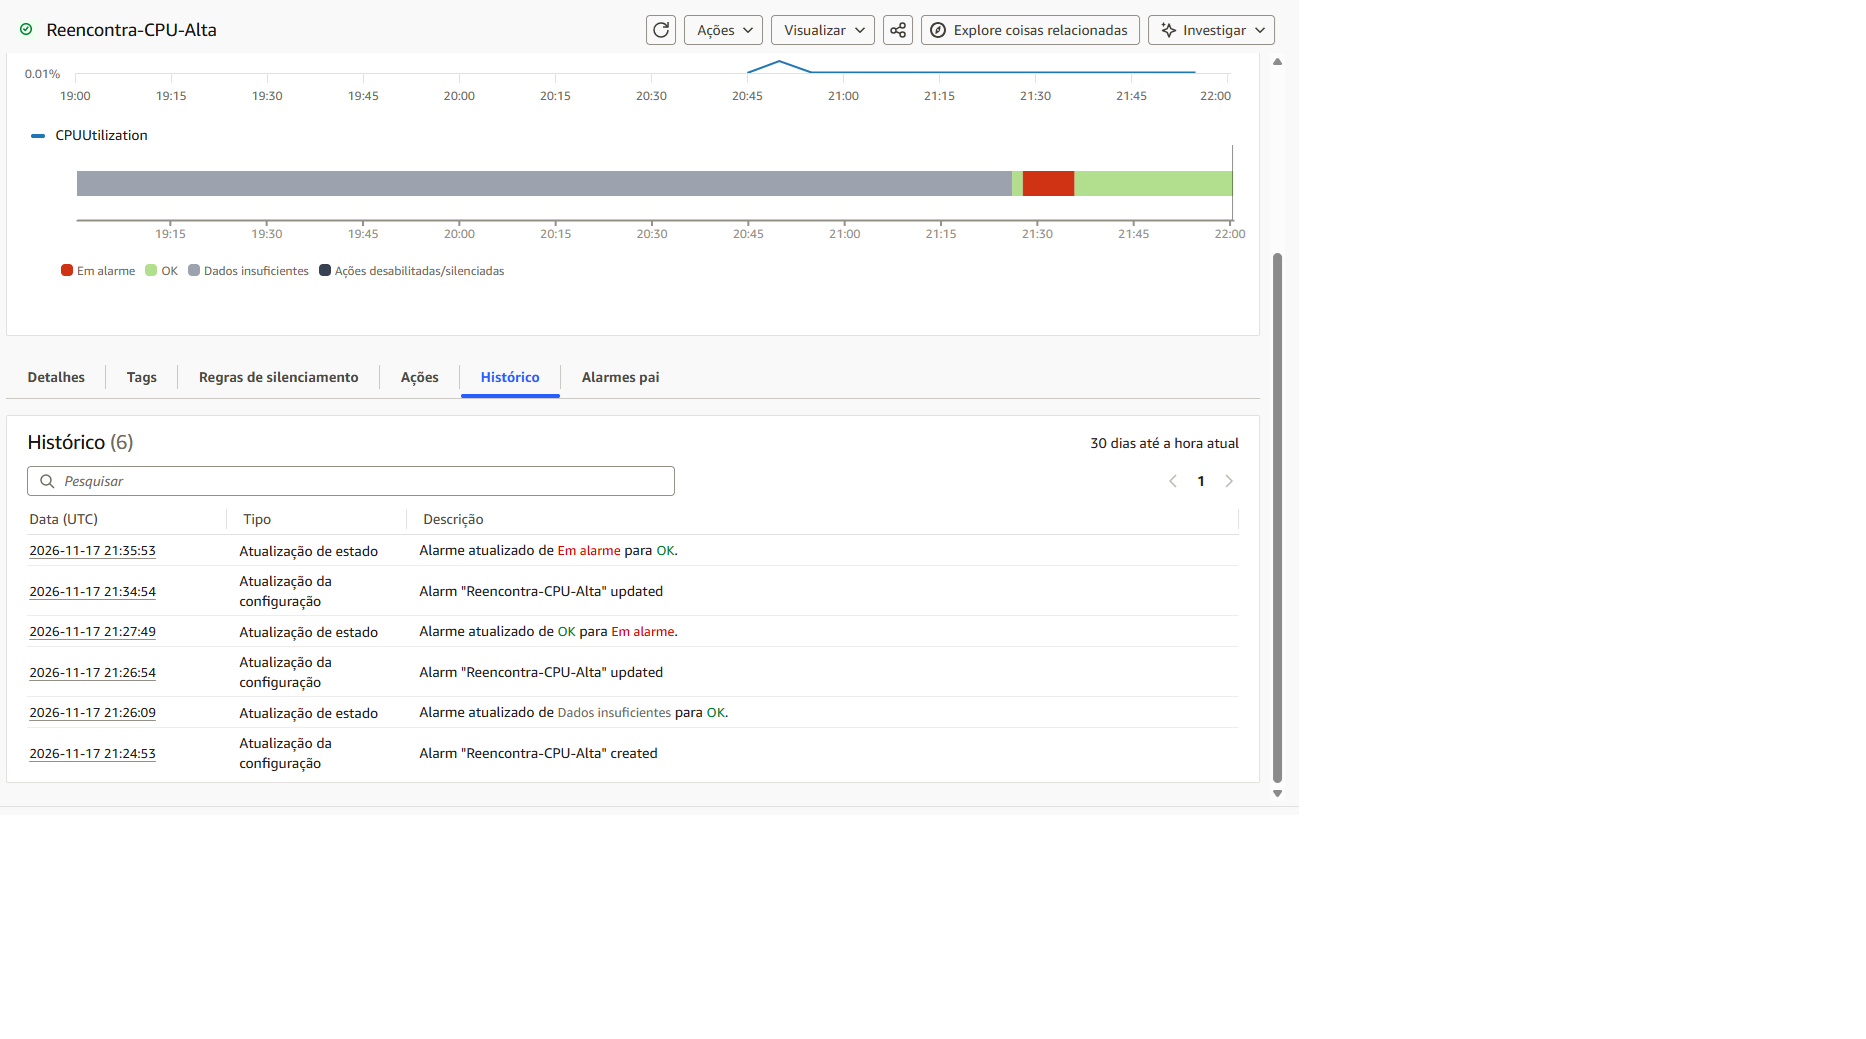 Reencontra-CPU-Alta
Ações
Visualizar
Explore coisas relacionadas
Investigar
0.01%
19:00 19:15 19:30 19:45 20:00 20:15 20:30 20:45 21:00 21:15 21:30 21:45 22:00
CPUUtilization
19:15 19:30 19:45 20:00 20:15 20:30 20:45 21:00 21:15 21:30 21:45 22:00
Em alarme OK Dados insuficientes Ações desabilitadas/silenciadas
Detalhes Tags Regras de silenciamento Ações Histórico Alarmes pai
Histórico (6) 30 dias até a hora atual
Pesquisar 1
Data (UTC) Tipo Descrição
2026-11-17 21:35:53 Atualização de estado Alarme atualizado de Em alarme para OK.
2026-11-17 21:34:54 Atualização da configuração Alarm "Reencontra-CPU-Alta" updated
2026-11-17 21:27:49 Atualização de estado Alarme atualizado de OK para Em alarme.
2026-11-17 21:26:54 Atualização da configuração Alarm "Reencontra-CPU-Alta" updated
2026-11-17 21:26:09 Atualização de estado Alarme atualizado de Dados insuficientes para OK.
2026-11-17 21:24:53 Atualização da configuração Alarm "Reencontra-CPU-Alta" created